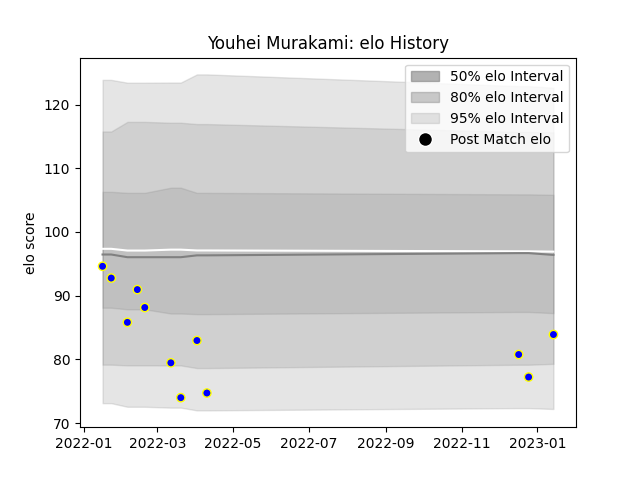 Youhei Murakami: elo History
50% elo Interval
80% elo Interval
95% elo Interval
Post Match elo
elo score
120
110
100
90
80
70
2022-01 2022-03 2022-05 2022-07 2022-09 2022-11 2023-01